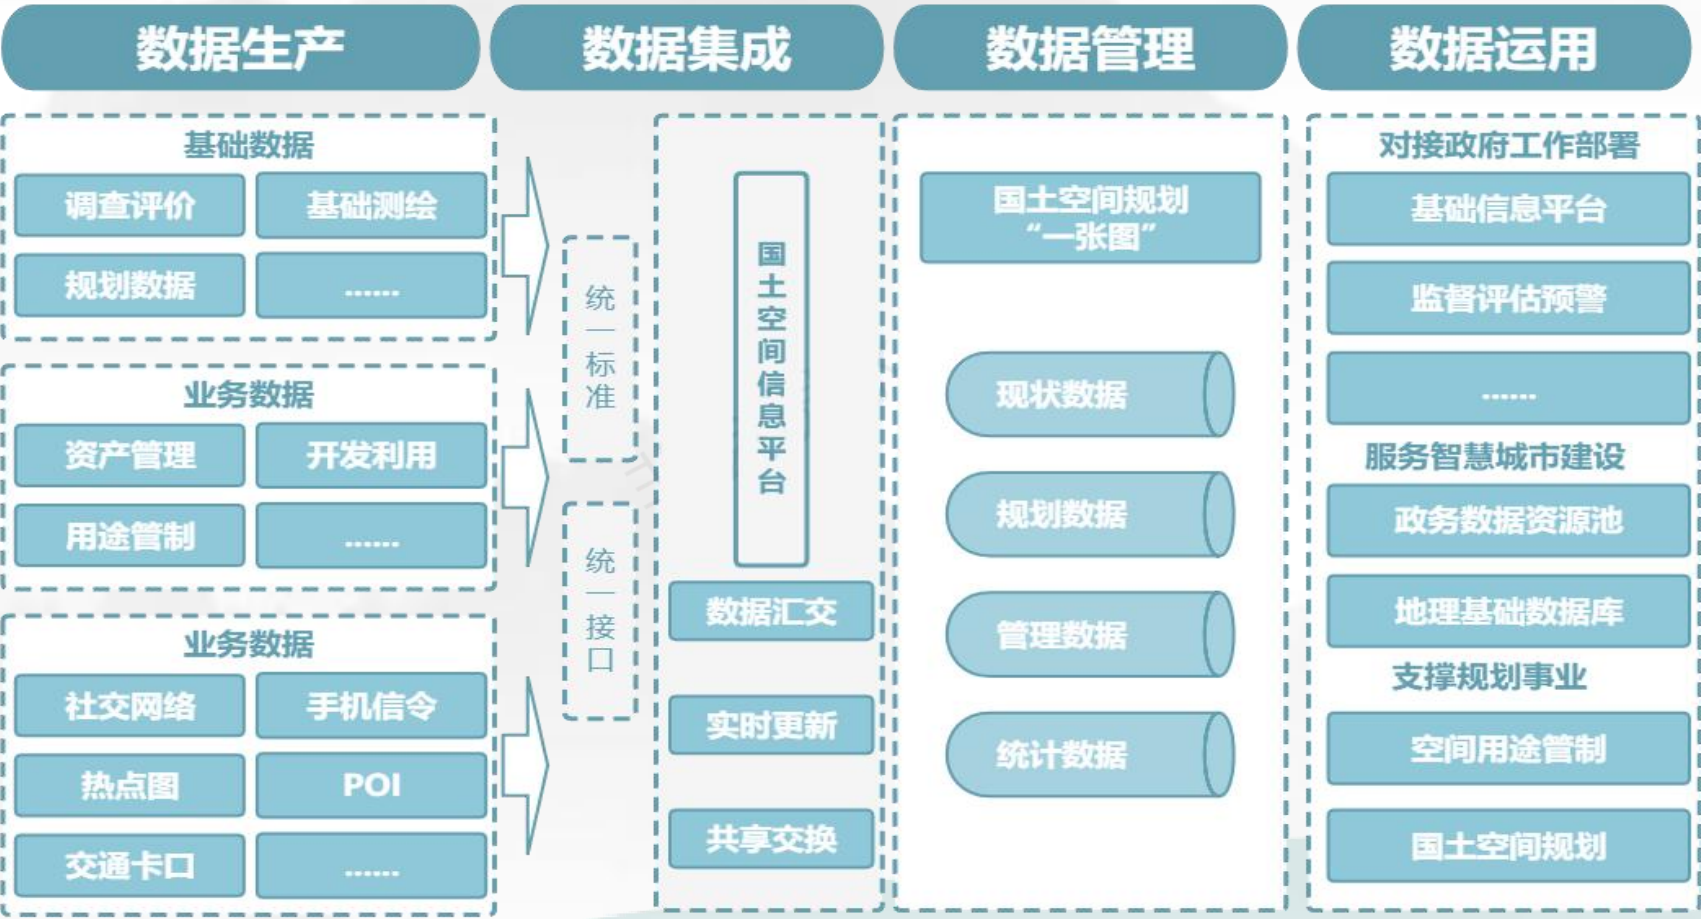 数据生产
数据集成
数据管理
数据运用
基础数据
调查评价
基础测绘
规划数据
......
业务数据
资产管理
开发利用
用途管制
......
业务数据
社交网络
手机信令
热点图
POI
交通卡口
......
统一标准
统一接口
国土空间信息平台
数据汇交
实时更新
共享交换
国土空间规划
“一张图”
现状数据
规划数据
管理数据
统计数据
对接政府工作部署
基础信息平台
监督评估预警
......
服务智慧城市建设
政务数据资源池
地理基础数据库
支撑规划事业
空间用途管制
国土空间规划